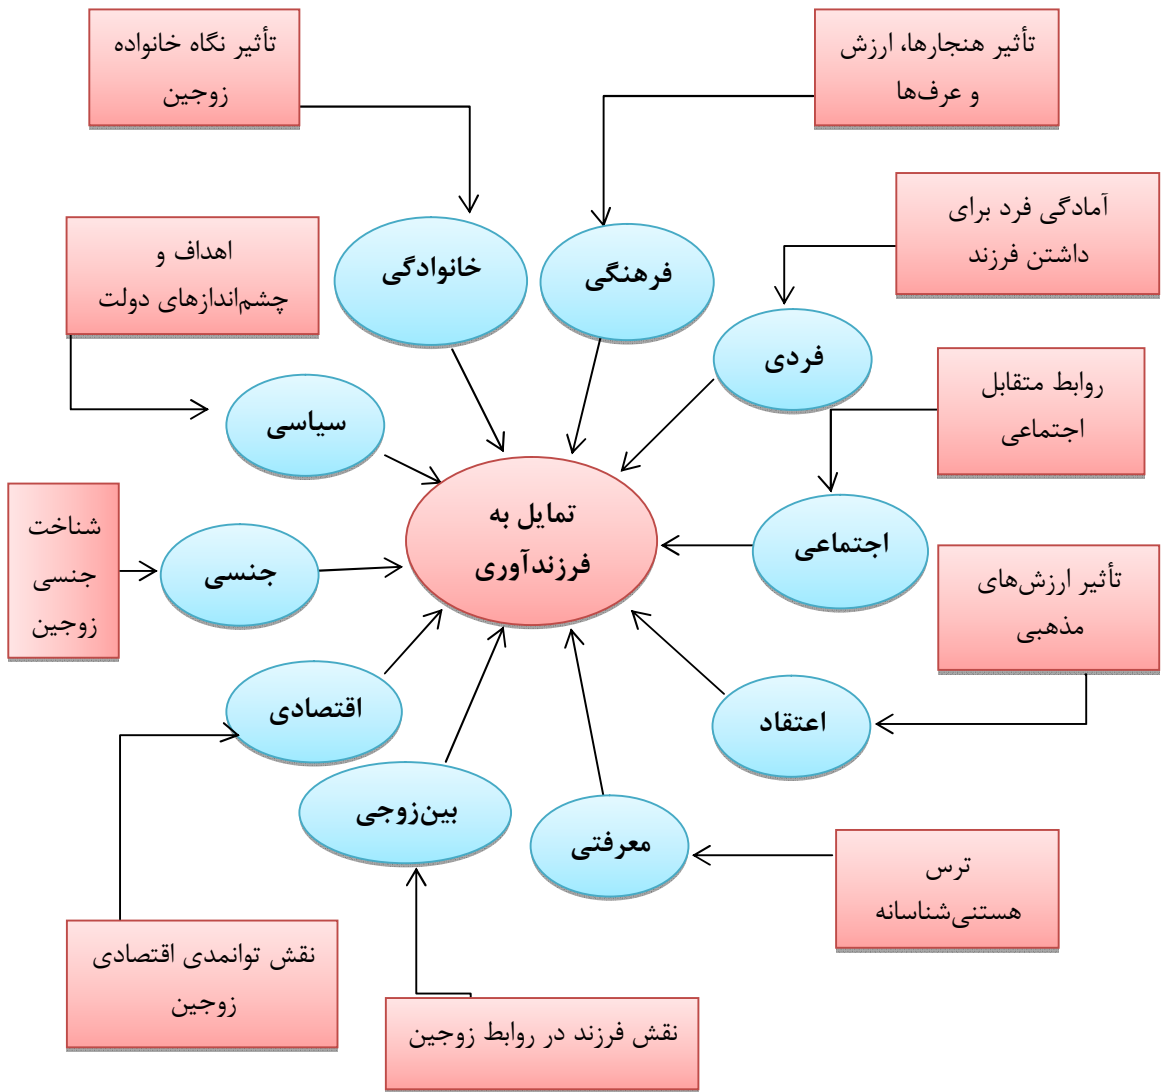 تأثیر هنجارها، ارزش
و عرف‌ها
تأثیر نگاه خانواده
زوجین
آمادگی فرد برای
داشتن فرزند
اهداف و
چشم‌اندازهای دولت
فرهنگی
خانوادگی
فردی
روابط متقابل
اجتماعی
سیاسی
تمایل به
فرزندآوری
اجتماعی
جنسی
شناخت
جنسی
زوجین
تأثیر ارزش‌های
مذهبی
اعتقاد
اقتصادی
بین‌زوجی
معرفتی
ترس
هستنی‌شناسانه
نقش توانمدی اقتصادی
زوجین
نقش فرزند در روابط زوجین